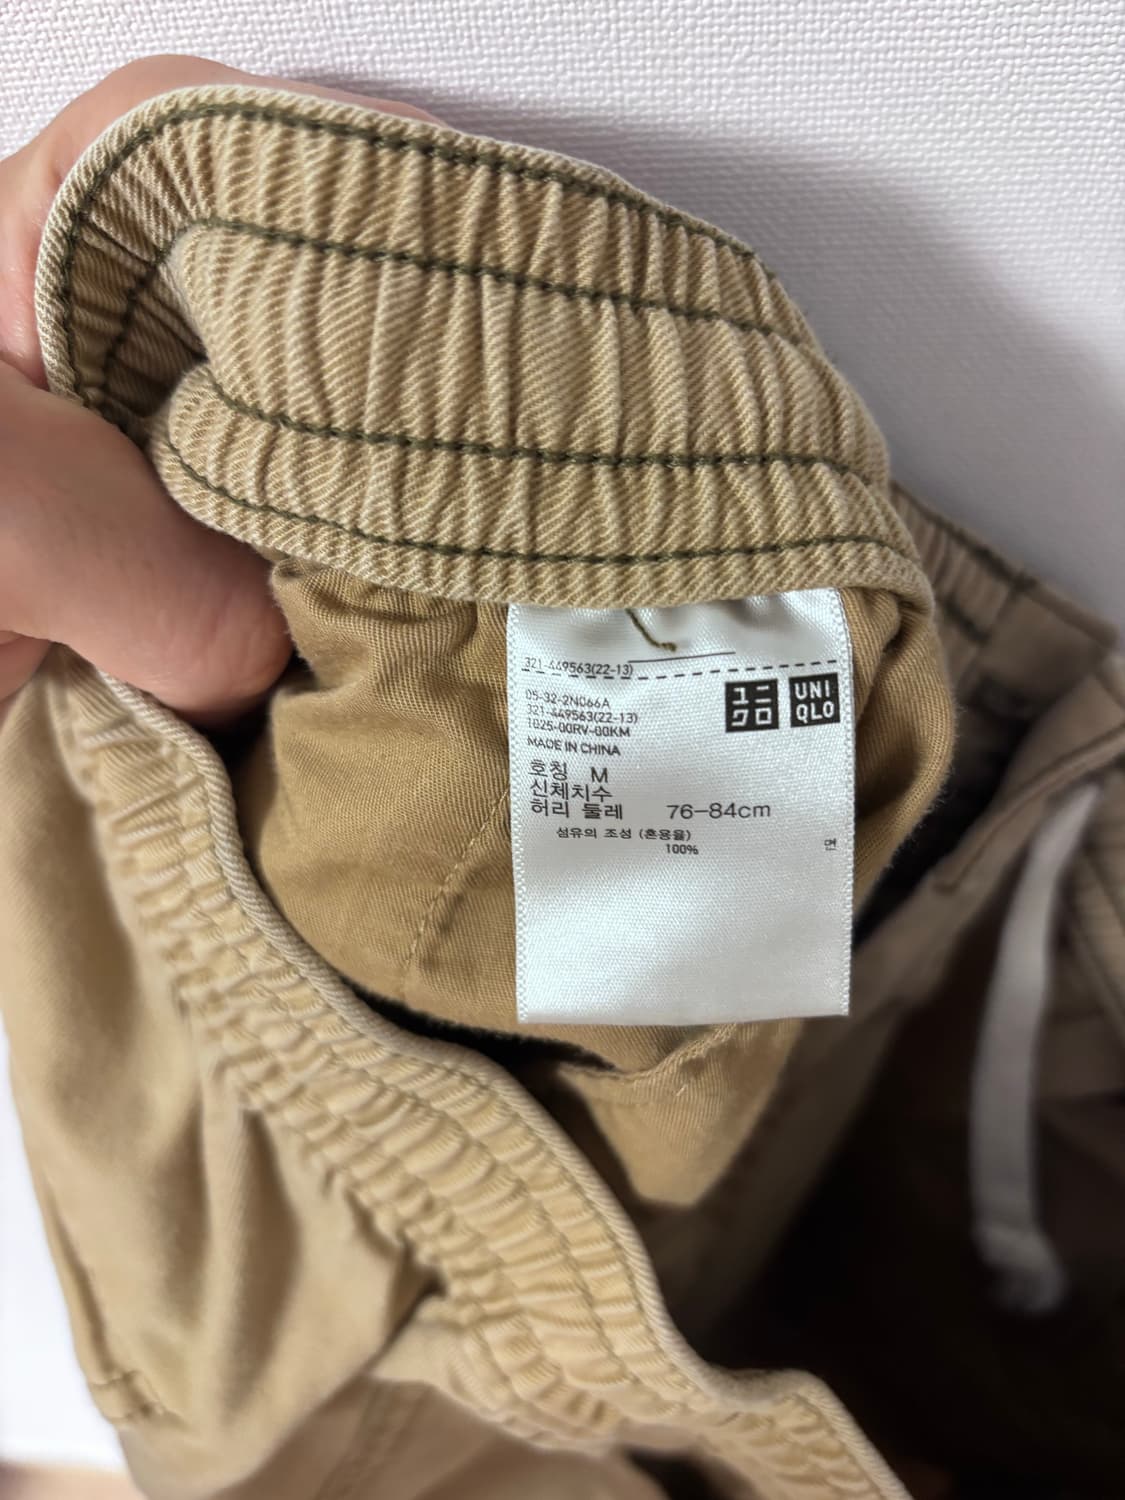 321-449563(22-13)
05-32-2N066A
321-449563(22-13)
1025-00RV-00KM
MADE IN CHINA
ユニ
クロ
UNI
QLO
호칭 M
신체치수
허리 둘레 76-84cm
섬유의 조성 (혼용율)
100% 면